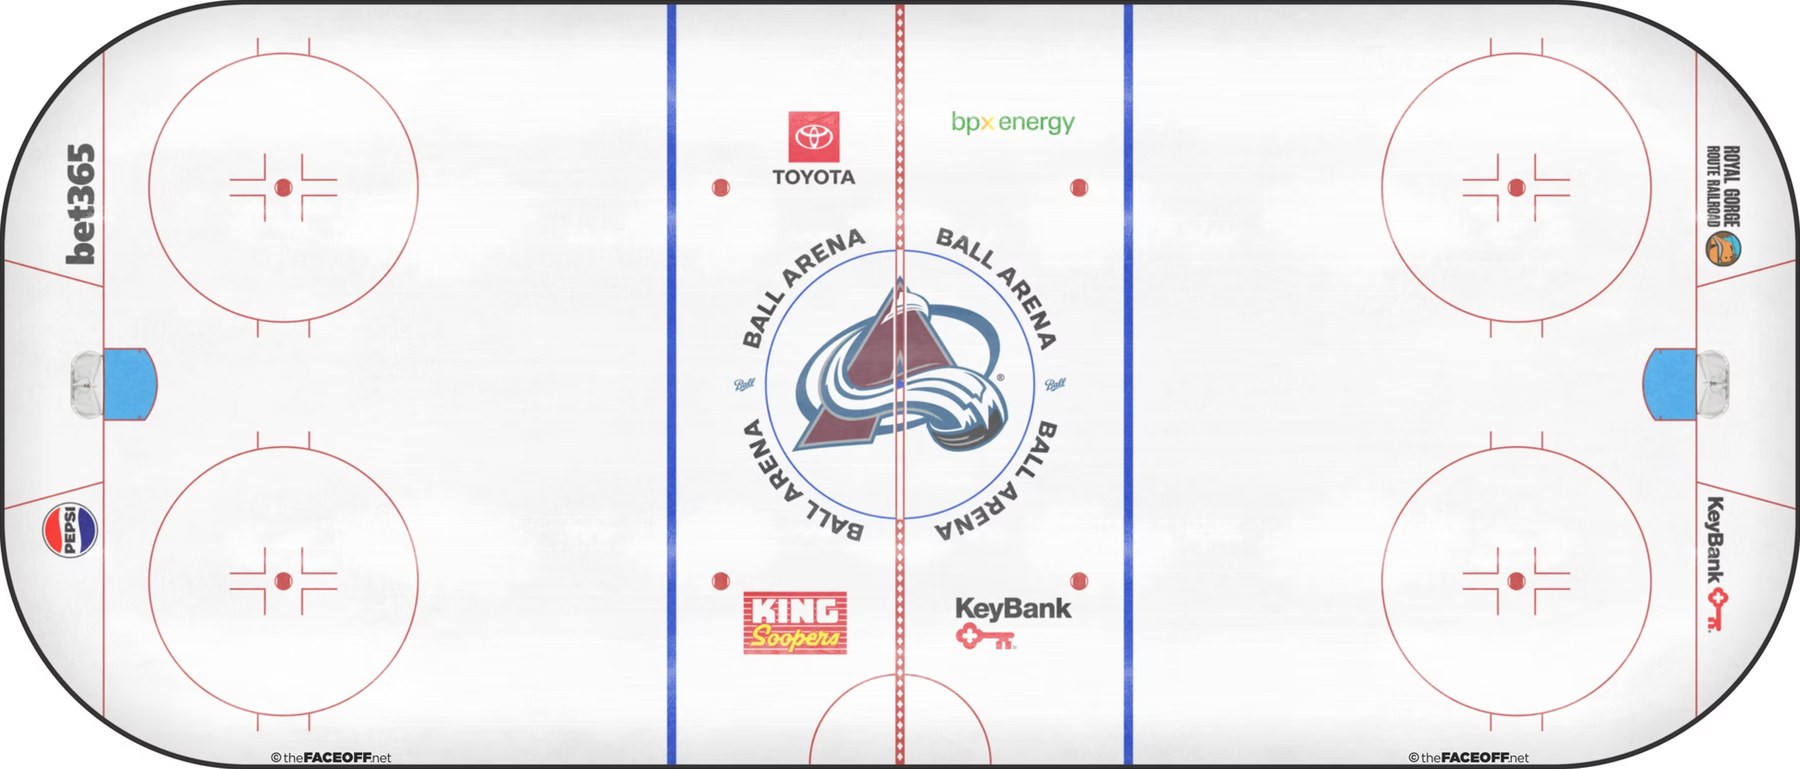 bet365
PEPSI
TOYOTA
bpx energy
BALL ARENA
BALL ARENA
Ball
Ball
®
BALL ARENA
BALL ARENA
KING
Soopers
KeyBank
ROYAL GORGE
ROUTE RAILROAD
KeyBank
©theFACEOFF.net
©theFACEOFF.net